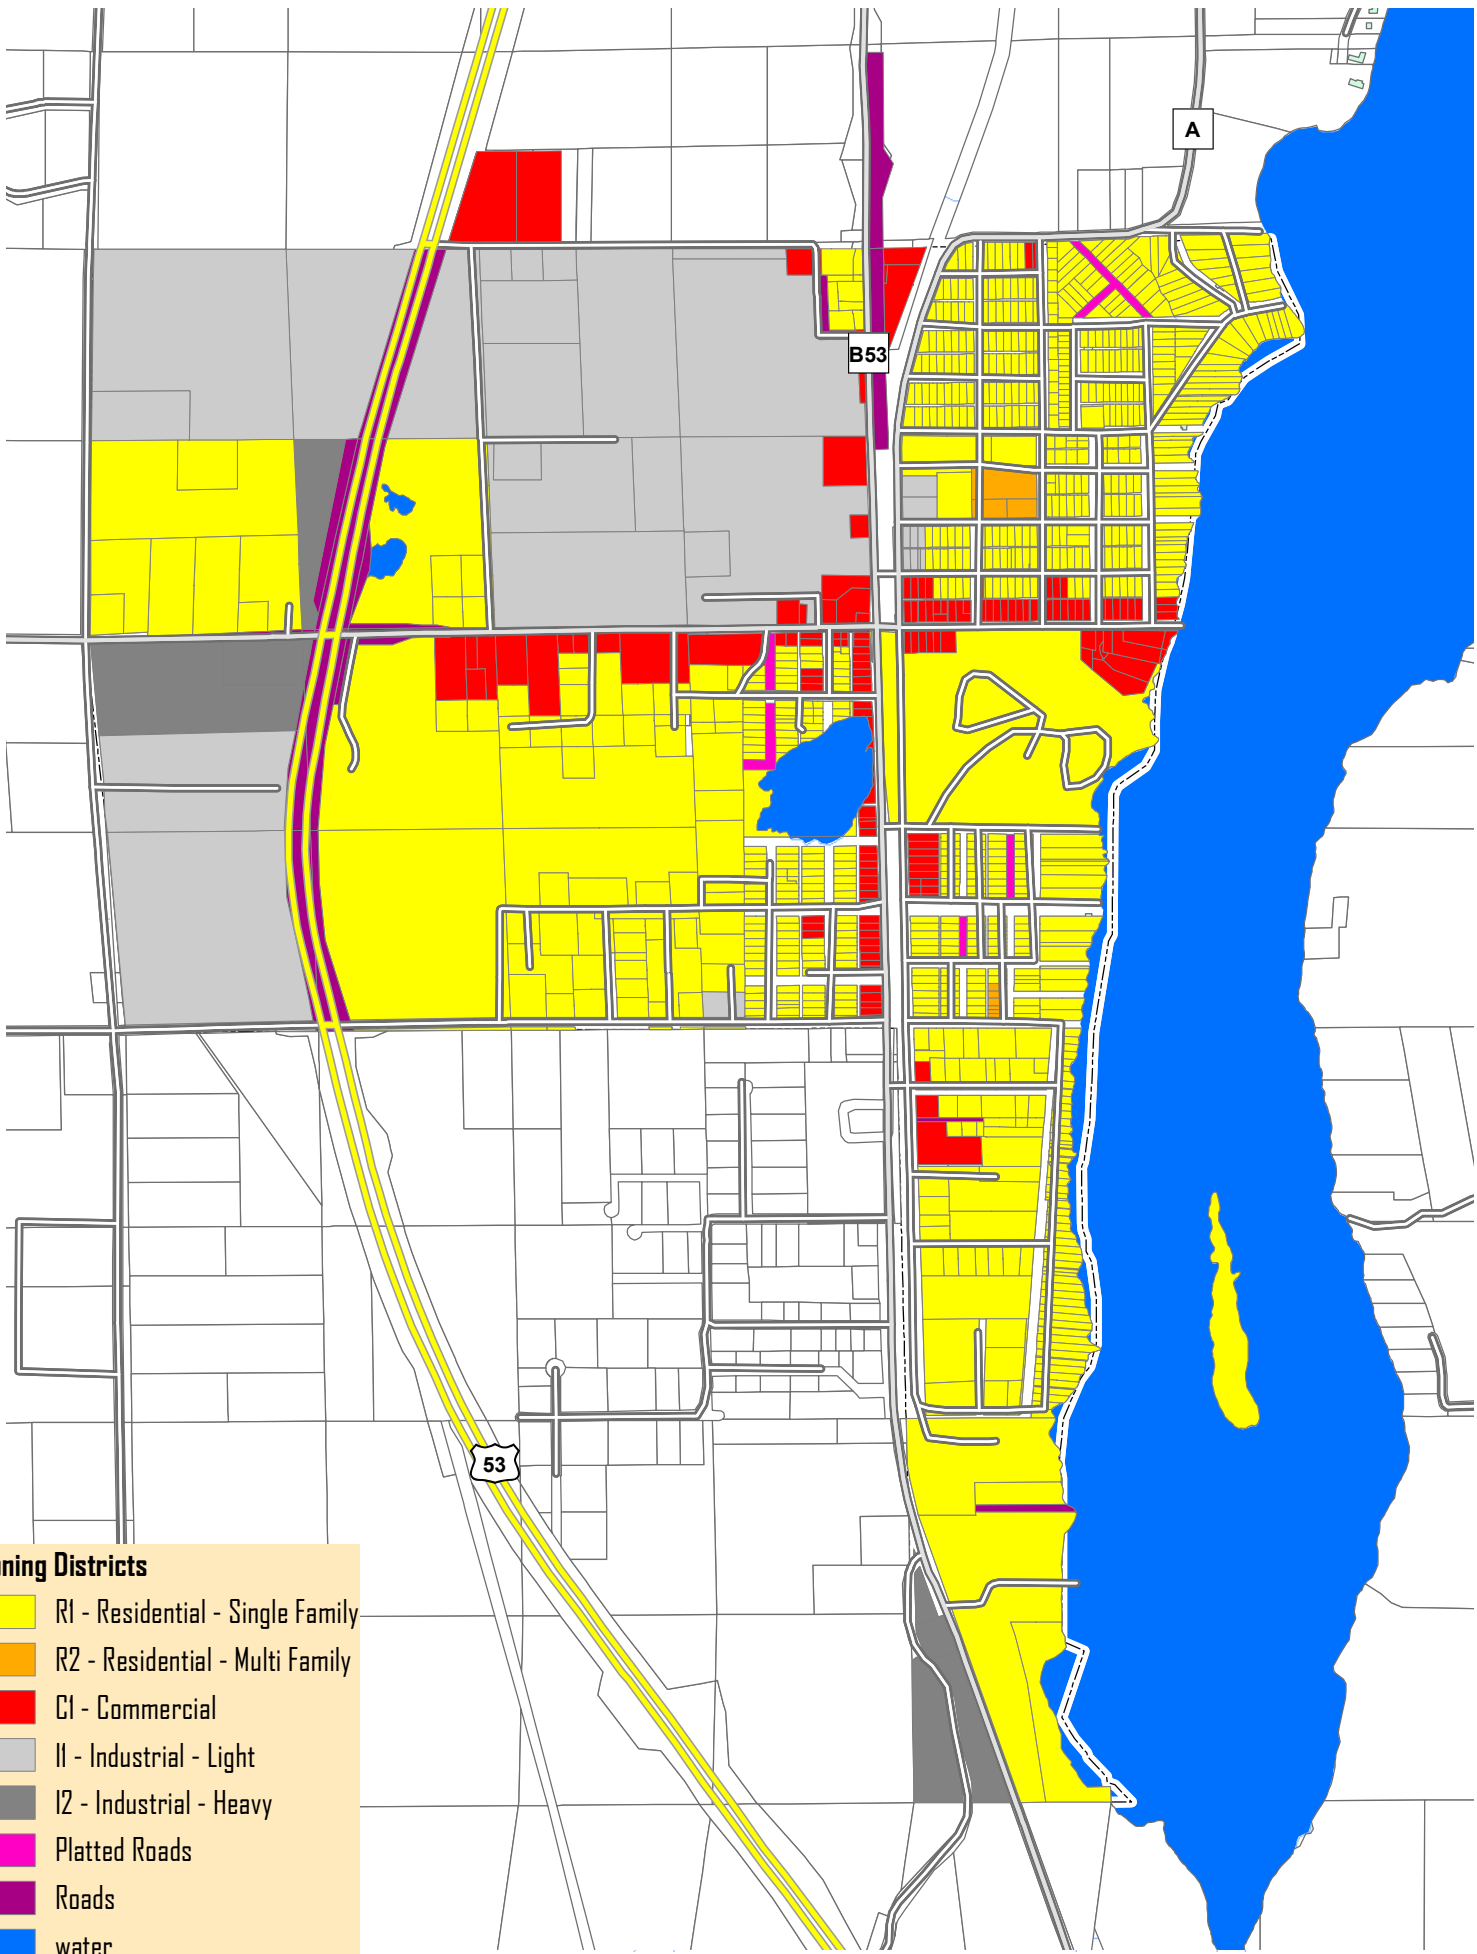 A
B53
53
ning Districts
R1 - Residential - Single Family
R2 - Residential - Multi Family
C1 - Commercial
I1 - Industrial - Light
I2 - Industrial - Heavy
Platted Roads
Roads
water